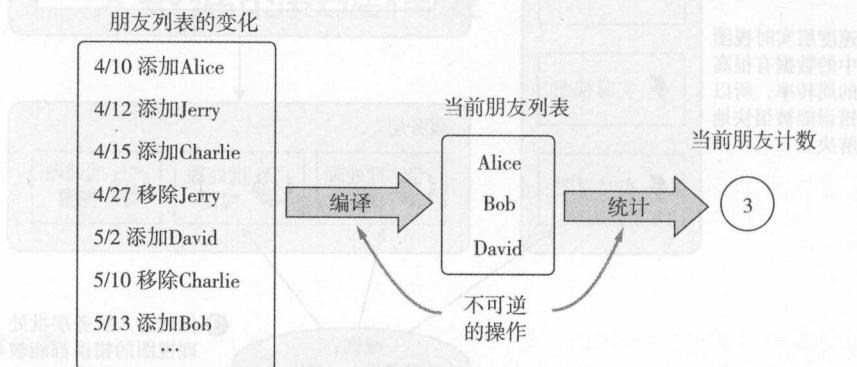 朋友列表的变化
4/10 添加Alice
4/12 添加Jerry
4/15 添加Charlie
4/27 移除Jerry
5/2 添加David
5/10 移除Charlie
5/13 添加Bob
…
编译
当前朋友列表
Alice
Bob
David
统计
当前朋友计数
3
不可逆
的操作